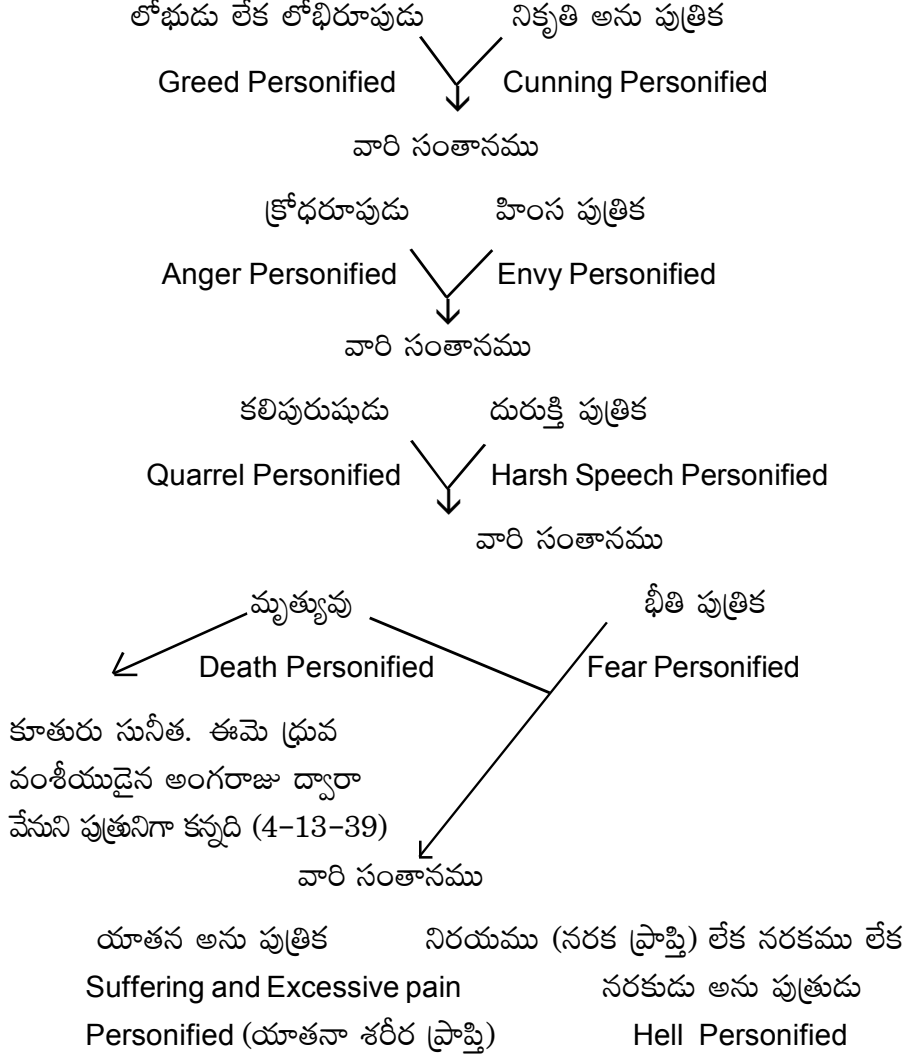 లోభుడు లేక లోభిరూపుడు నికృతి అను పుత్రిక
Greed Personified Cunning Personified
వారి సంతానము
క్రోధరూపుడు హింస పుత్రిక
Anger Personified Envy Personified
వారి సంతానము
కలిపురుషుడు దురుక్తి పుత్రిక
Quarrel Personified Harsh Speech Personified
వారి సంతానము
మృత్యువు భీతి పుత్రిక
Death Personified Fear Personified
కూతురు సునీత. ఈమె ధ్రువ
వంశీయుడైన అంగరాజు ద్వారా
వేనుని పుత్రునిగా కన్నది (4-13-39)
వారి సంతానము
యాతన అను పుత్రిక నిరయము (నరక ప్రాప్తి) లేక నరకము లేక
Suffering and Excessive pain నరకుడు అను పుత్రుడు
Personified (యాతనా శరీర ప్రాప్తి) Hell Personified